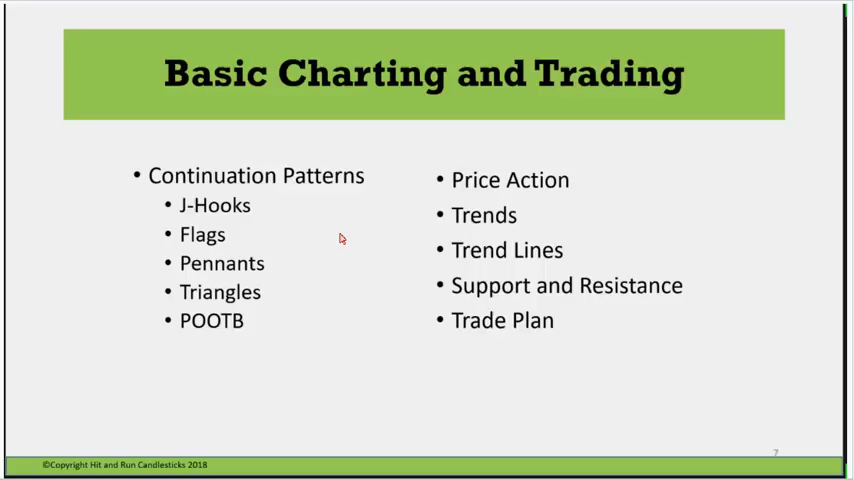 Basic Charting and Trading
• Continuation Patterns
• J-Hooks
• Flags
• Pennants
• Triangles
• POOTB
• Price Action
• Trends
• Trend Lines
• Support and Resistance
• Trade Plan
7
©Copyright Hit and Run Candlesticks 2018